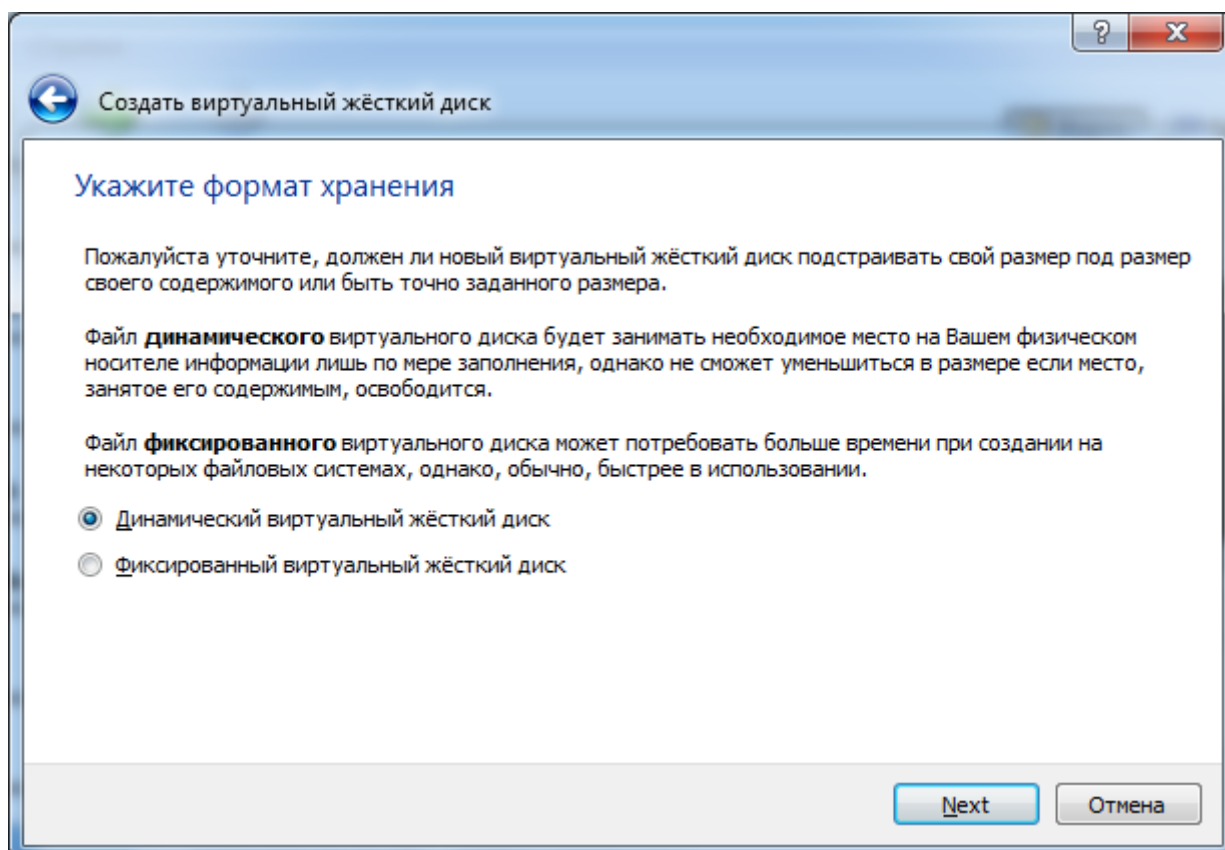 ?
Создать виртуальный жёсткий диск
Укажите формат хранения
Пожалуйста уточните, должен ли новый виртуальный жёсткий диск подстраивать свой размер под размер
своего содержимого или быть точно заданного размера.
Файл динамического виртуального диска будет занимать необходимое место на Вашем физическом
носителе информации лишь по мере заполнения, однако не сможет уменьшиться в размере если место,
занятое его содержимым, освободится.
Файл фиксированного виртуального диска может потребовать больше времени при создании на
некоторых файловых системах, однако, обычно, быстрее в использовании.
Динамический виртуальный жёсткий диск
Фиксированный виртуальный жёсткий диск
Next Отмена